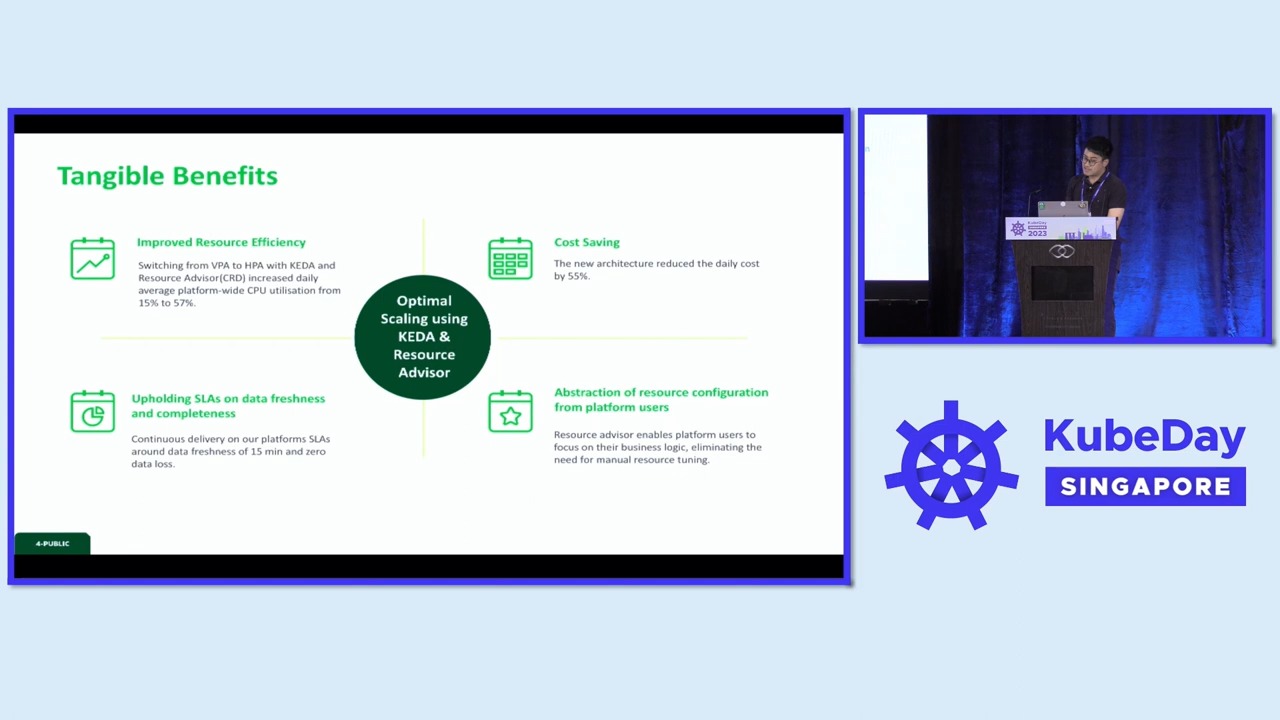 Tangible Benefits
Improved Resource Efficiency
Switching from VPA to HPA with KEDA and
Resource Advisor(CRD) increased daily
average platform-wide CPU utilisation from
15% to 57%.
Cost Saving
The new architecture reduced the daily cost
by 55%.
Optimal
Scaling using
KEDA &
Resource
Advisor
Upholding SLAs on data freshness
and completeness
Continuous delivery on our platforms SLAs
around data freshness of 15 min and zero
data loss.
Abstraction of resource configuration
from platform users
Resource advisor enables platform users to
focus on their business logic, eliminating the
need for manual resource tuning.
4-PUBLIC
KubeDay
2023
KubeDay
SINGAPORE